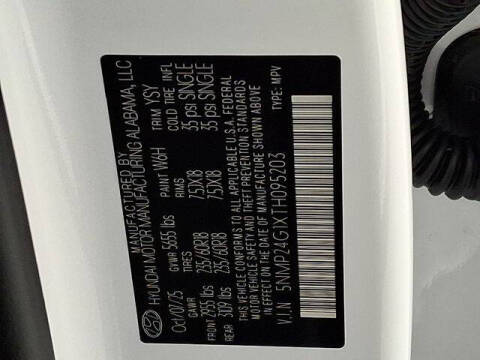 MANUFACTURED BY
HYUNDAI MOTOR MANUFACTURING ALABAMA, LLC
Oct/07/25 GVWR 5655 lbs PAINT W6H TRIM YSY
GAWR RIMS COLD TIRE INFL
FRONT 2955 lbs 235/60R18 7.5JX18 35 psi SINGLE
REAR 3109 lbs 235/60R18 7.5JX18 35 psi SINGLE
THIS VEHICLE CONFORMS TO ALL APPLICABLE U.S.A. FEDERAL
MOTOR VEHICLE SAFETY AND THEFT PREVENTION STANDARDS
IN EFFECT ON THE DATE OF MANUFACTURE SHOWN ABOVE
V.I.N 5NMP24G1XTH095203 TYPE: MPV